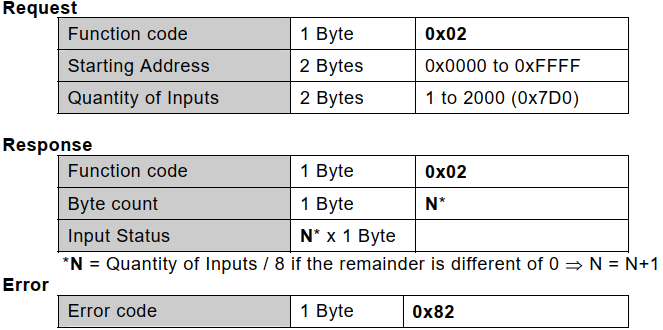 Request
Function code 1 Byte 0x02
Starting Address 2 Bytes 0x0000 to 0xFFFF
Quantity of Inputs 2 Bytes 1 to 2000 (0x7D0)
Response
Function code 1 Byte 0x02
Byte count 1 Byte N*
Input Status N* x 1 Byte
*N = Quantity of Inputs / 8 if the remainder is different of 0 ⇒ N = N+1
Error
Error code 1 Byte 0x82